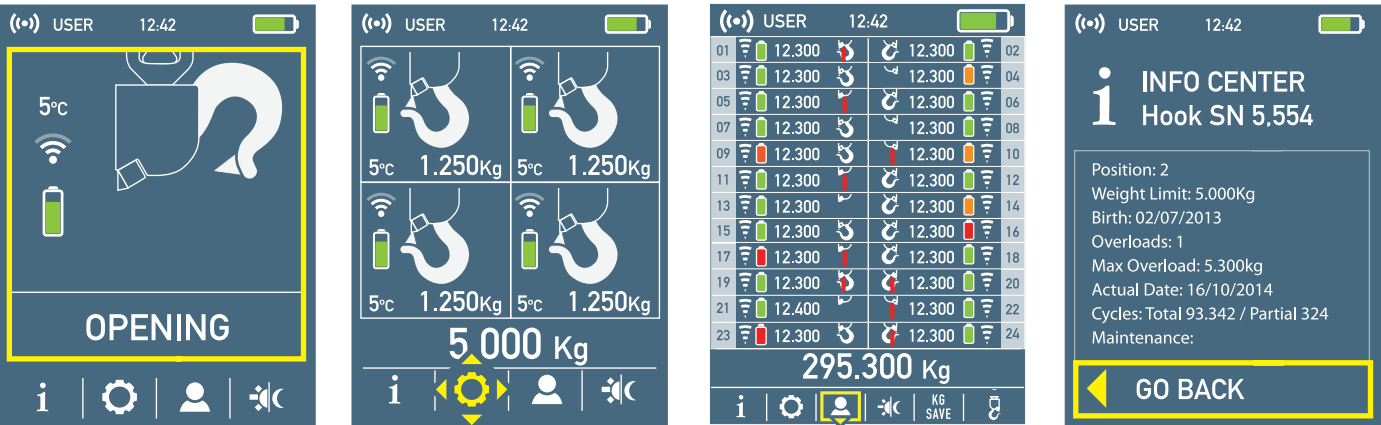 USER 12:42
5ºc
OPENING
i
USER 12:42
5ºc 1.250Kg 5ºc 1.250Kg
5ºc 1.250Kg 5ºc 1.250Kg
5.000 Kg
i
USER 12:42
01 12.300 12.300 02
03 12.300 12.300 04
05 12.300 12.300 06
07 12.300 12.300 08
09 12.300 12.300 10
11 12.300 12.300 12
13 12.300 12.300 14
15 12.300 12.300 16
17 12.300 12.300 18
19 12.300 12.300 20
21 12.400 12.300 22
23 12.300 12.300 24
295.300 Kg
i KG
SAVE
USER 12:42
i INFO CENTER
Hook SN 5,554
Position: 2
Weight Limit: 5.000Kg
Birth: 02/07/2013
Overloads: 1
Max Overload: 5.300kg
Actual Date: 16/10/2014
Cycles: Total 93.342 / Partial 324
Maintenance:
GO BACK